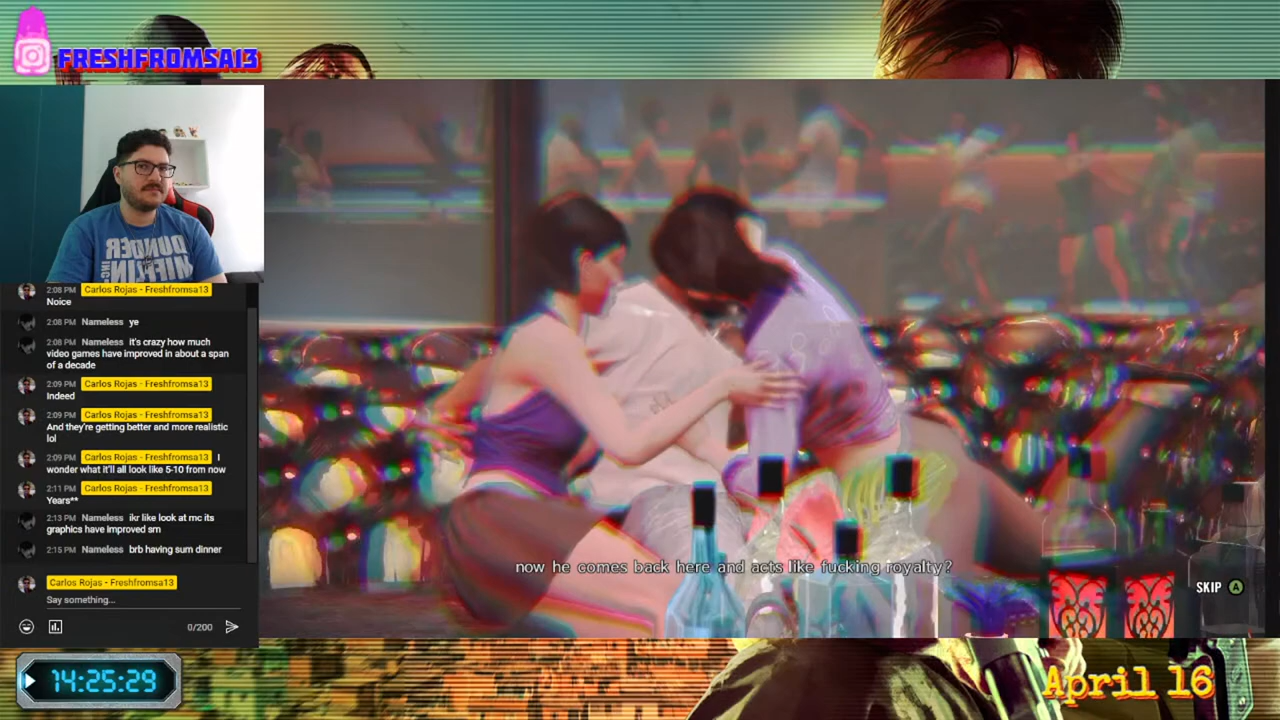 FRESHFROMSA13
DUNDER
MIFFLIN
INC
2:08 PM Carlos Rojas - Freshfromsa13
Noice
2:08 PM Nameless ye
2:08 PM Nameless it's crazy how much
video games have improved in about a span
of a decade
2:09 PM Carlos Rojas - Freshfromsa13
Indeed
2:09 PM Carlos Rojas - Freshfromsa13
And they're getting better and more realistic
lol
2:09 PM Carlos Rojas - Freshfromsa13 I
wonder what it'll all look like 5-10 from now
2:11 PM Carlos Rojas - Freshfromsa13
Years**
2:13 PM Nameless ikr like look at mc its
graphics have improved sm
2:15 PM Nameless brb having sum dinner
Carlos Rojas - Freshfromsa13
Say something...
0/200
now he comes back here and acts like fucking royalty?
SKIP A
14:25:29
April 16